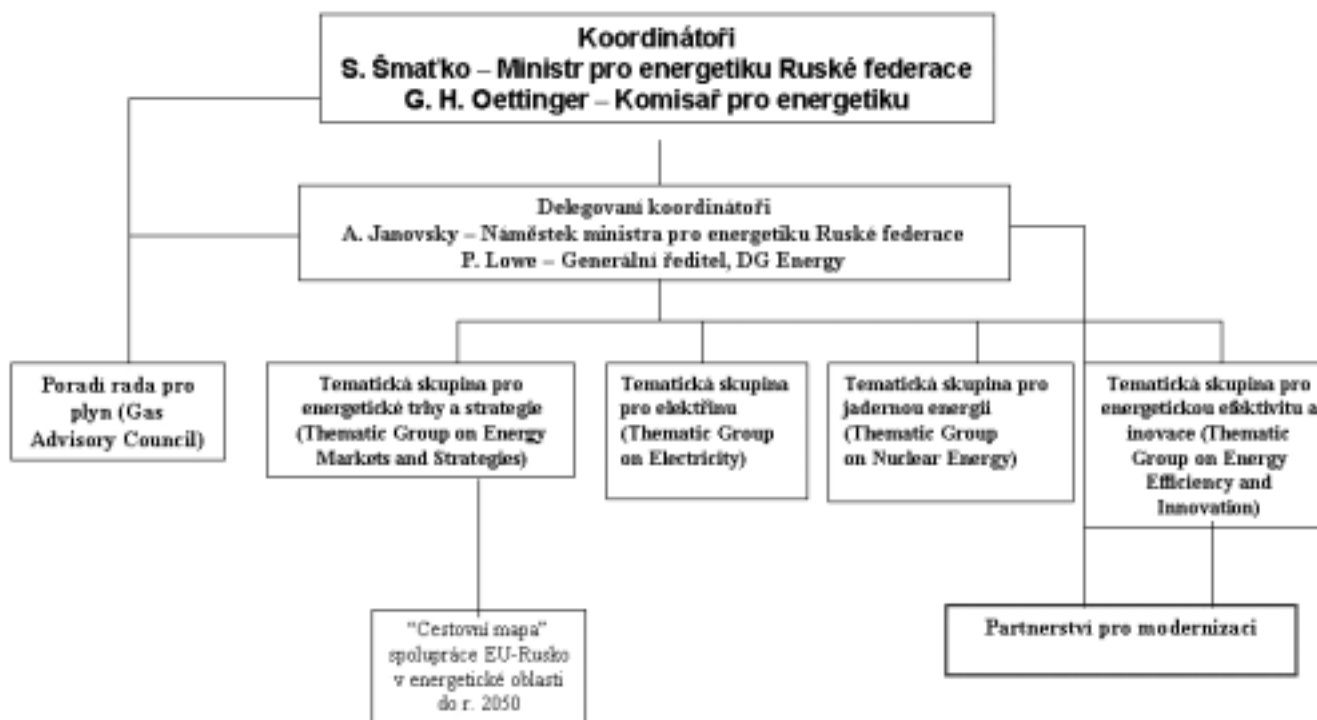 Koordinátoři
S. Šmaťko – Ministr pro energetiku Ruské federace
G. H. Oettinger – Komisař pro energetiku
Delegovaní koordinátoři
A. Janovsky – Náměstek ministra pro energetiku Ruské federace
P. Lowe – Generální ředitel, DG Energy
Poradí rada pro
plyn (Gas
Advisory Council)
Tematická skupina pro
energetické trhy a strategie
(Thematic Group on Energy
Markets and Strategies)
Tematická skupina
pro elektřinu
(Thematic Group
on Electricity)
Tematická skupina pro
jadernou energii
(Thematic Group
on Nuclear Energy)
Tematická skupina pro
energetickou efektivitu a
inovace (Thematic
Group on Energy
Efficiency and
Innovation)
"Cestovní mapa"
spolupráce EU-Rusko
v energetické oblasti
do r. 2050
Partnerství pro modernizaci